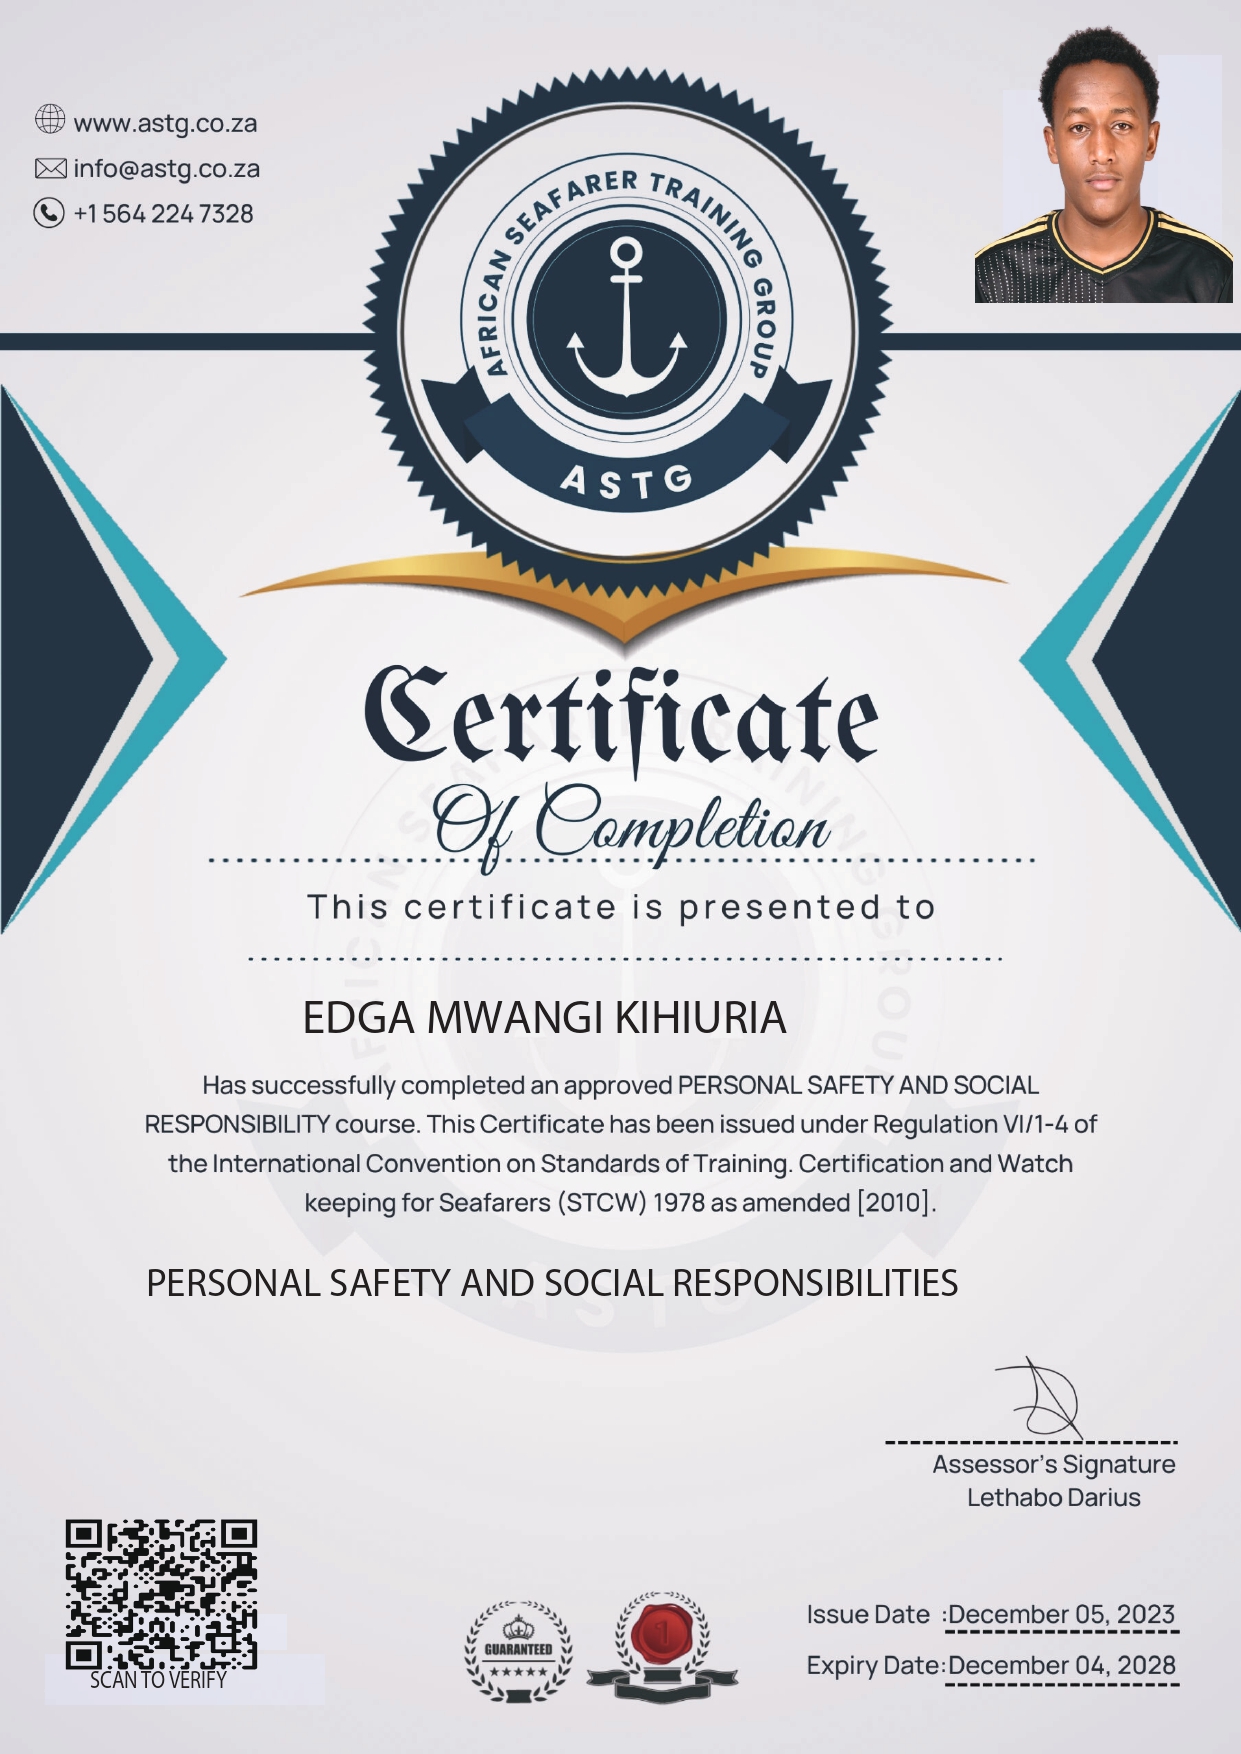 www.astg.co.za
info@astg.co.za
+1 564 224 7328
AFRICAN SEAFARER TRAINING GROUP
ASTG
Certificate
Of Completion
This certificate is presented to
EDGA MWANGI KIHIURIA
Has successfully completed an approved PERSONAL SAFETY AND SOCIAL
RESPONSIBILITY course. This Certificate has been issued under Regulation VI/1-4 of
the International Convention on Standards of Training. Certification and Watch
keeping for Seafarers (STCW) 1978 as amended [2010].
PERSONAL SAFETY AND SOCIAL RESPONSIBILITIES
Assessor's Signature
Lethabo Darius
SCAN TO VERIFY
GUARANTEED
1
Issue Date :December 05, 2023
Expiry Date:December 04, 2028